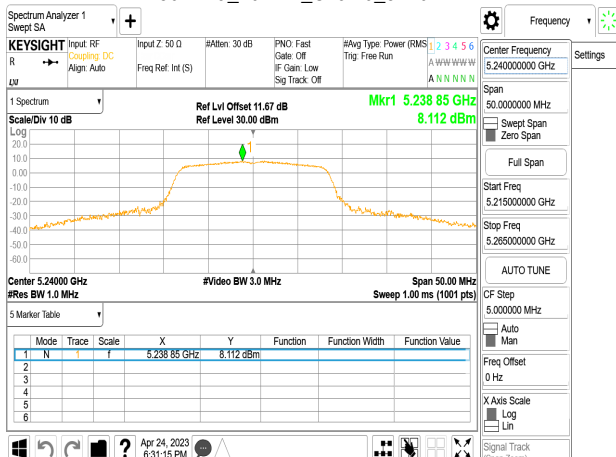 Spectrum Analyzer 1
Swept SA
+
Frequency
KEYSIGHT
R
LXI
Input: RF
Coupling: DC
Align: Auto
Input Z: 50 Ω
Freq Ref: Int (S)
#Atten: 30 dB
PNO: Fast
Gate: Off
IF Gain: Low
Sig Track: Off
#Avg Type: Power (RMS
Trig: Free Run
1 2 3 4 5 6
A W W W W W
A N N N N N
Center Frequency
5.240000000 GHz
Settings
Span
50.0000000 MHz
Swept Span
Zero Span
Full Span
Start Freq
5.215000000 GHz
Stop Freq
5.265000000 GHz
AUTO TUNE
CF Step
5.000000 MHz
Auto
Man
Freq Offset
0 Hz
X Axis Scale
Log
Lin
Signal Track
1 Spectrum
Scale/Div 10 dB
Ref Lvl Offset 11.67 dB
Ref Level 30.00 dBm
Mkr1 5.238 85 GHz
8.112 dBm
Log
20.0
10.0
0.00
-10.0
-20.0
-30.0
-40.0
-50.0
-60.0
1
Center 5.24000 GHz
#Res BW 1.0 MHz
#Video BW 3.0 MHz
Span 50.00 MHz
Sweep 1.00 ms (1001 pts)
5 Marker Table
Mode Trace Scale X Y Function Function Width Function Value
1 N 1 f 5.238 85 GHz 8.112 dBm
2
3
4
5
6
?
Apr 24, 2023
6:31:15 PM